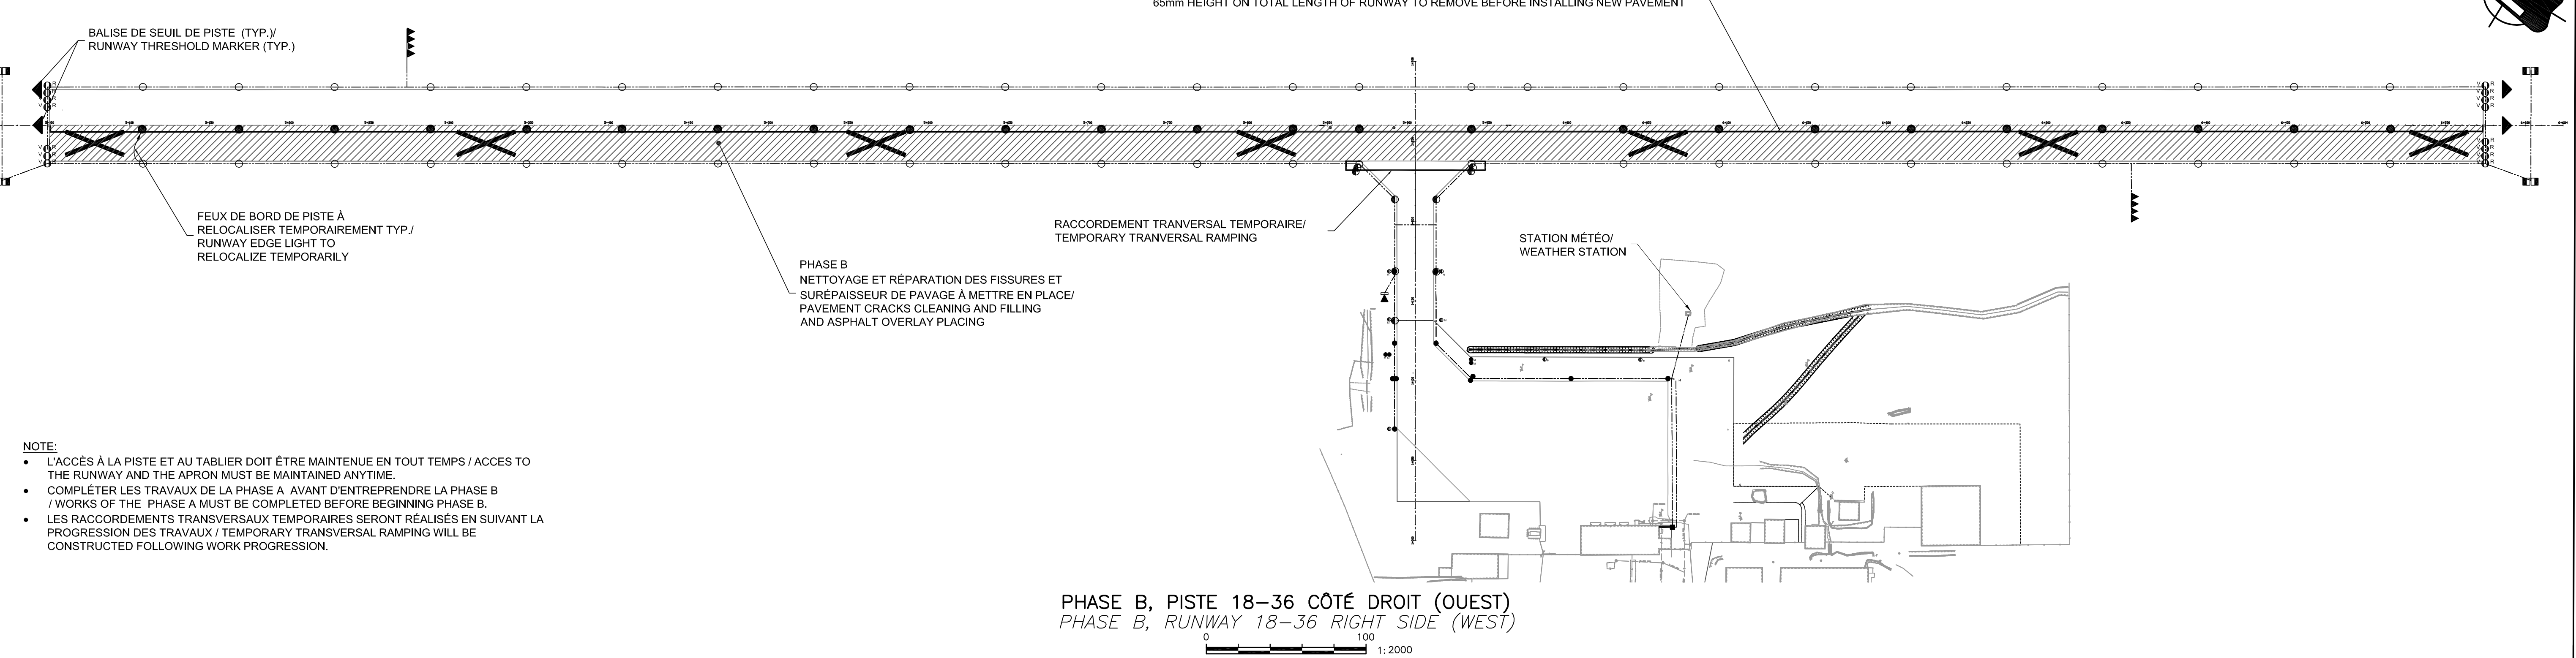 65mm HEIGHT ON TOTAL LENGTH OF RUNWAY TO REMOVE BEFORE INSTALLING NEW PAVEMENT
BALISE DE SEUIL DE PISTE (TYP.)/
RUNWAY THRESHOLD MARKER (TYP.)
FEUX DE BORD DE PISTE À
RELOCALISER TEMPORAIREMENT TYP./
RUNWAY EDGE LIGHT TO
RELOCALIZE TEMPORARILY
PHASE B
NETTOYAGE ET RÉPARATION DES FISSURES ET
SURÉPAISSEUR DE PAVAGE À METTRE EN PLACE/
PAVEMENT CRACKS CLEANING AND FILLING
AND ASPHALT OVERLAY PLACING
RACCORDEMENT TRANVERSAL TEMPORAIRE/
TEMPORARY TRANVERSAL RAMPING
STATION MÉTÉO/
WEATHER STATION
NOTE:
• L'ACCÈS À LA PISTE ET AU TABLIER DOIT ÊTRE MAINTENUE EN TOUT TEMPS / ACCES TO
THE RUNWAY AND THE APRON MUST BE MAINTAINED ANYTIME.
• COMPLÉTER LES TRAVAUX DE LA PHASE A AVANT D'ENTREPRENDRE LA PHASE B
/ WORKS OF THE PHASE A MUST BE COMPLETED BEFORE BEGINNING PHASE B.
• LES RACCORDEMENTS TRANSVERSAUX TEMPORAIRES SERONT RÉALISÉS EN SUIVANT LA
PROGRESSION DES TRAVAUX / TEMPORARY TRANSVERSAL RAMPING WILL BE
CONSTRUCTED FOLLOWING WORK PROGRESSION.
PHASE B, PISTE 18-36 CÔTÉ DROIT (OUEST)
PHASE B, RUNWAY 18-36 RIGHT SIDE (WEST)
0 100
1:2000